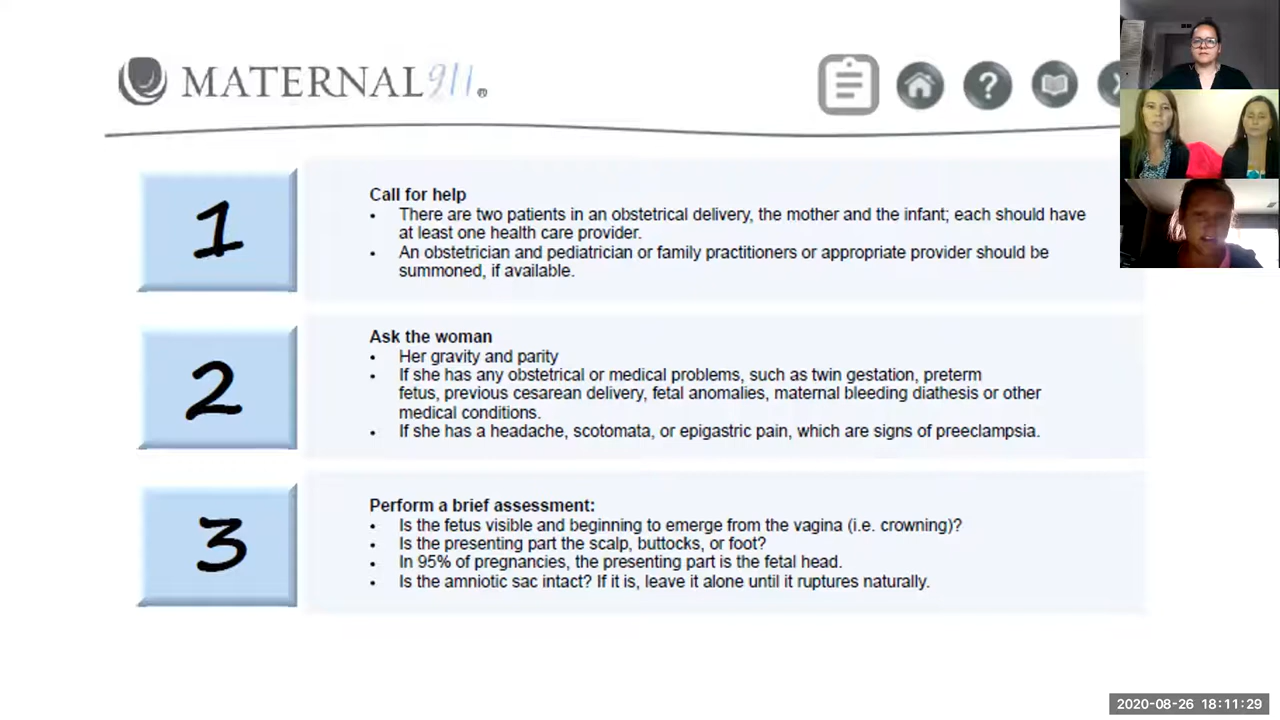 MATERNAL 911®
?
1
Call for help
• There are two patients in an obstetrical delivery, the mother and the infant; each should have
at least one health care provider.
• An obstetrician and pediatrician or family practitioners or appropriate provider should be
summoned, if available.
2
Ask the woman
• Her gravity and parity
• If she has any obstetrical or medical problems, such as twin gestation, preterm
fetus, previous cesarean delivery, fetal anomalies, maternal bleeding diathesis or other
medical conditions.
• If she has a headache, scotomata, or epigastric pain, which are signs of preeclampsia.
3
Perform a brief assessment:
• Is the fetus visible and beginning to emerge from the vagina (i.e. crowning)?
• Is the presenting part the scalp, buttocks, or foot?
• In 95% of pregnancies, the presenting part is the fetal head.
• Is the amniotic sac intact? If it is, leave it alone until it ruptures naturally.
2020-08-26 18:11:29